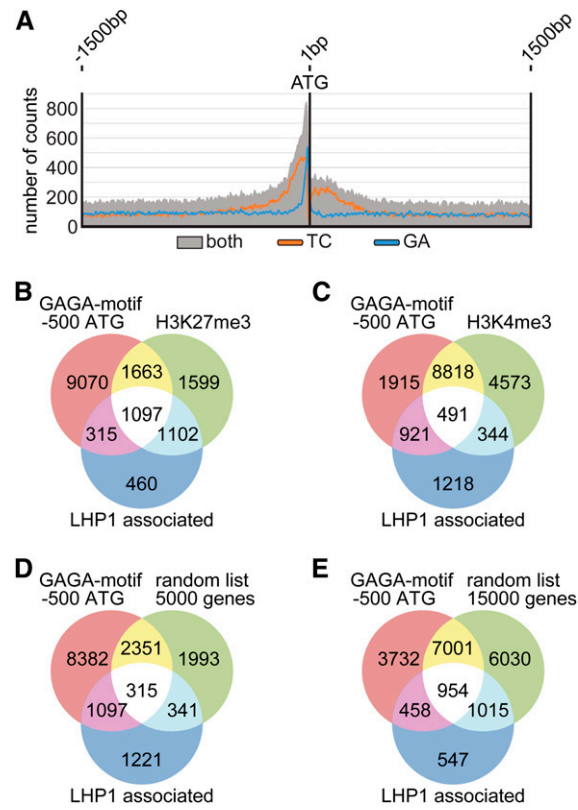 A
-1500bp
1bp
1500bp
ATG
number of counts
800
600
400
200
0
both TC GA
B
GAGA-motif
-500 ATG
H3K27me3
9070 1663 1599
1097
315 1102
460
LHP1 associated
C
GAGA-motif
-500 ATG
H3K4me3
1915 8818 4573
491
921 344
1218
LHP1 associated
D
GAGA-motif
-500 ATG
random list
5000 genes
8382 2351 1993
315
1097 341
1221
LHP1 associated
E
GAGA-motif
-500 ATG
random list
15000 genes
3732 7001 6030
954
458 1015
547
LHP1 associated